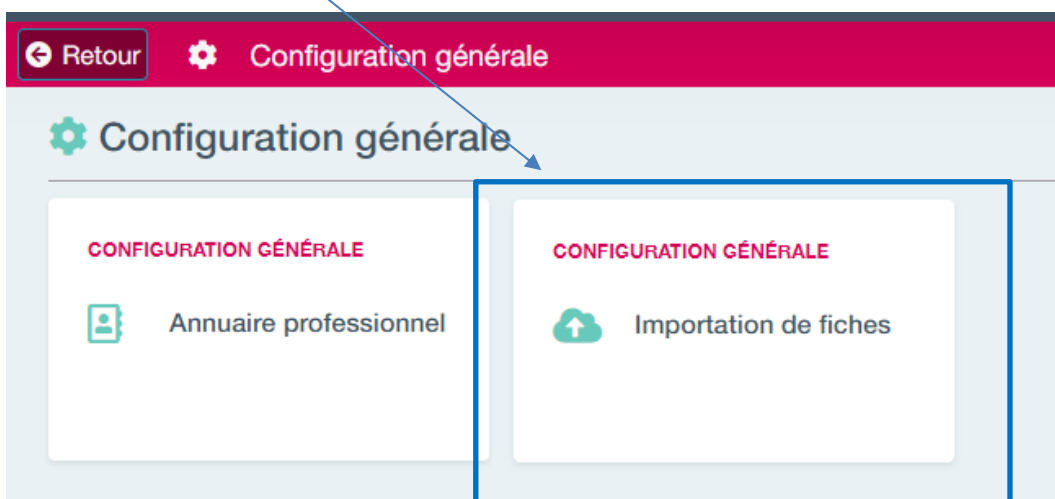 Retour Configuration générale
Configuration générale
CONFIGURATION GÉNÉRALE
Annuaire professionnel
CONFIGURATION GÉNÉRALE
Importation de fiches